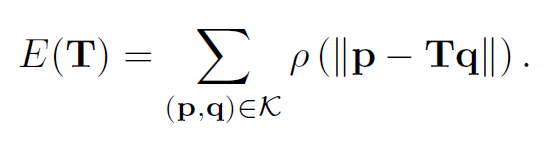 E(T) = ∑ ρ (‖p − Tq‖) .
(p,q)∈𝒦